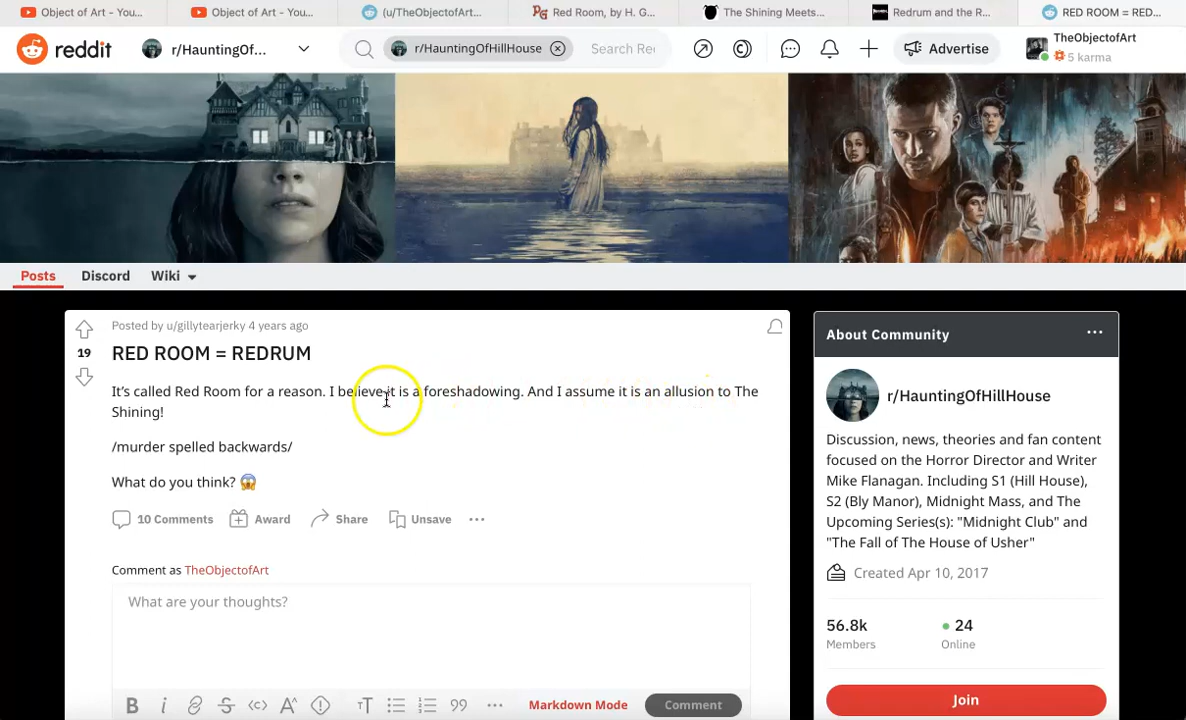 Object of Art - You...
Object of Art - You...
(u/TheObjectofArt...
Red Room, by H. G...
The Shining Meets...
Redrum and the R...
RED ROOM = RED...
reddit
r/HauntingOf...
r/HauntingOfHillHouse
Search Re
Advertise
TheObjectofArt
5 karma
Posts
Discord
Wiki
Posted by u/gillytearjerky 4 years ago
19
RED ROOM = REDRUM
It's called Red Room for a reason. I believe it is a foreshadowing. And I assume it is an allusion to The
Shining!
/murder spelled backwards/
What do you think? 😱
10 Comments
Award
Share
Unsave
Comment as TheObjectofArt
What are your thoughts?
Markdown Mode
Comment
About Community
r/HauntingOfHillHouse
Discussion, news, theories and fan content
focused on the Horror Director and Writer
Mike Flanagan. Including S1 (Hill House),
S2 (Bly Manor), Midnight Mass, and The
Upcoming Series(s): "Midnight Club" and
"The Fall of The House of Usher"
Created Apr 10, 2017
56.8k
Members
24
Online
Join